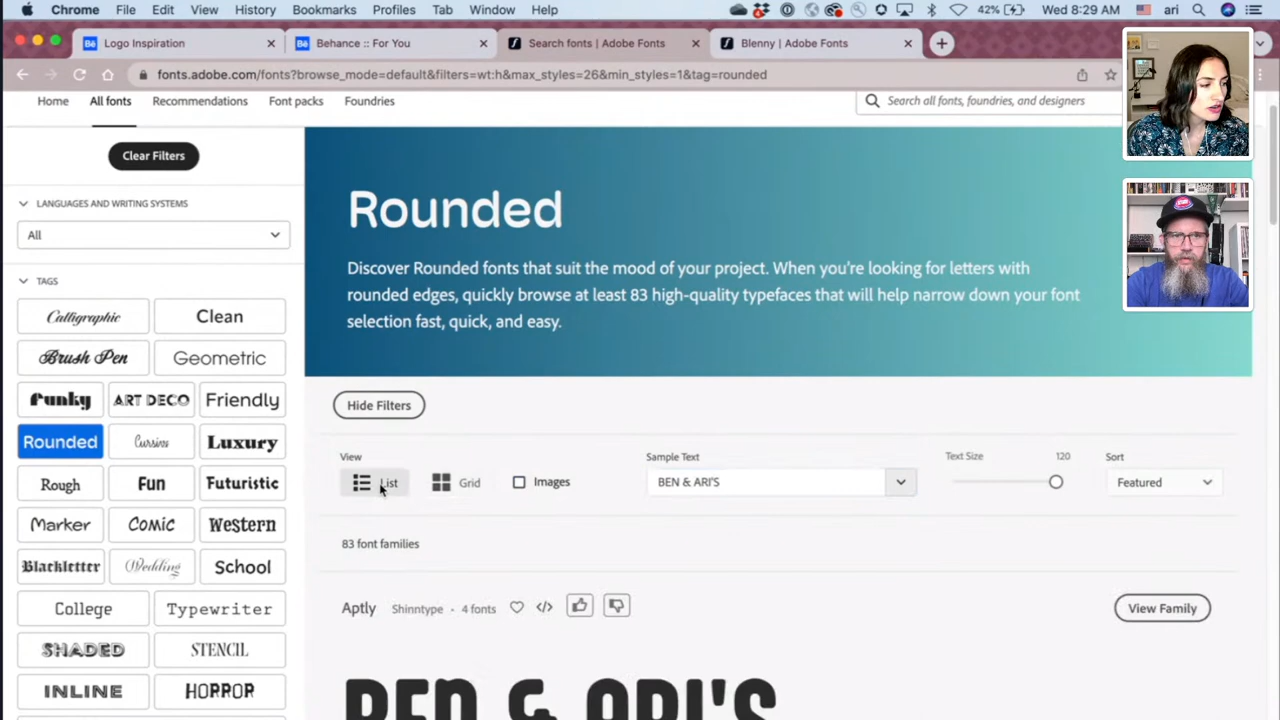 Chrome File Edit View History Bookmarks Profiles Tab Window Help 42% Wed 8:29 AM ari
Logo Inspiration Behance :: For You Search fonts | Adobe Fonts Blenny | Adobe Fonts
fonts.adobe.com/fonts?browse_mode=default&filters=wt:h&max_styles=26&min_styles=1&tag=rounded
Home All fonts Recommendations Font packs Foundries Search all fonts, foundries, and designers
Clear Filters
LANGUAGES AND WRITING SYSTEMS
All
TAGS
Calligraphic Clean
Brush Pen Geometric
Funky ART DECO Friendly
Rounded Cursive Luxury
Rough Fun Futuristic
Marker Comic Western
Blackletter Wedding School
College Typewriter
SHADED STENCIL
INLINE HORROR
Rounded
Discover Rounded fonts that suit the mood of your project. When you're looking for letters with
rounded edges, quickly browse at least 83 high-quality typefaces that will help narrow down your font
selection fast, quick, and easy.
Hide Filters
View Sample Text Text Size 120 Sort
List Grid Images BEN & ARI'S Featured
83 font families
Aptly Shinntype • 4 fonts View Family
BEN & ARI'S